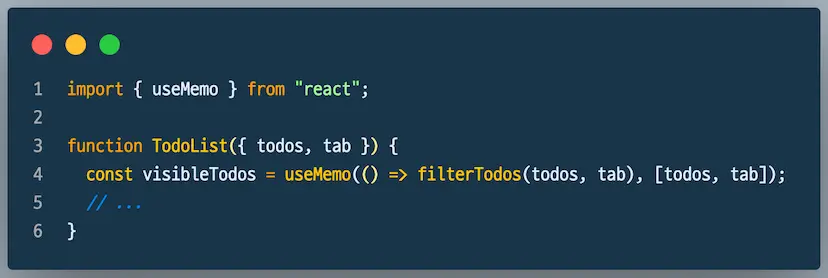 1 import { useMemo } from "react";
2
3 function TodoList({ todos, tab }) {
4   const visibleTodos = useMemo(() => filterTodos(todos, tab), [todos, tab]);
5   // ...
6 }